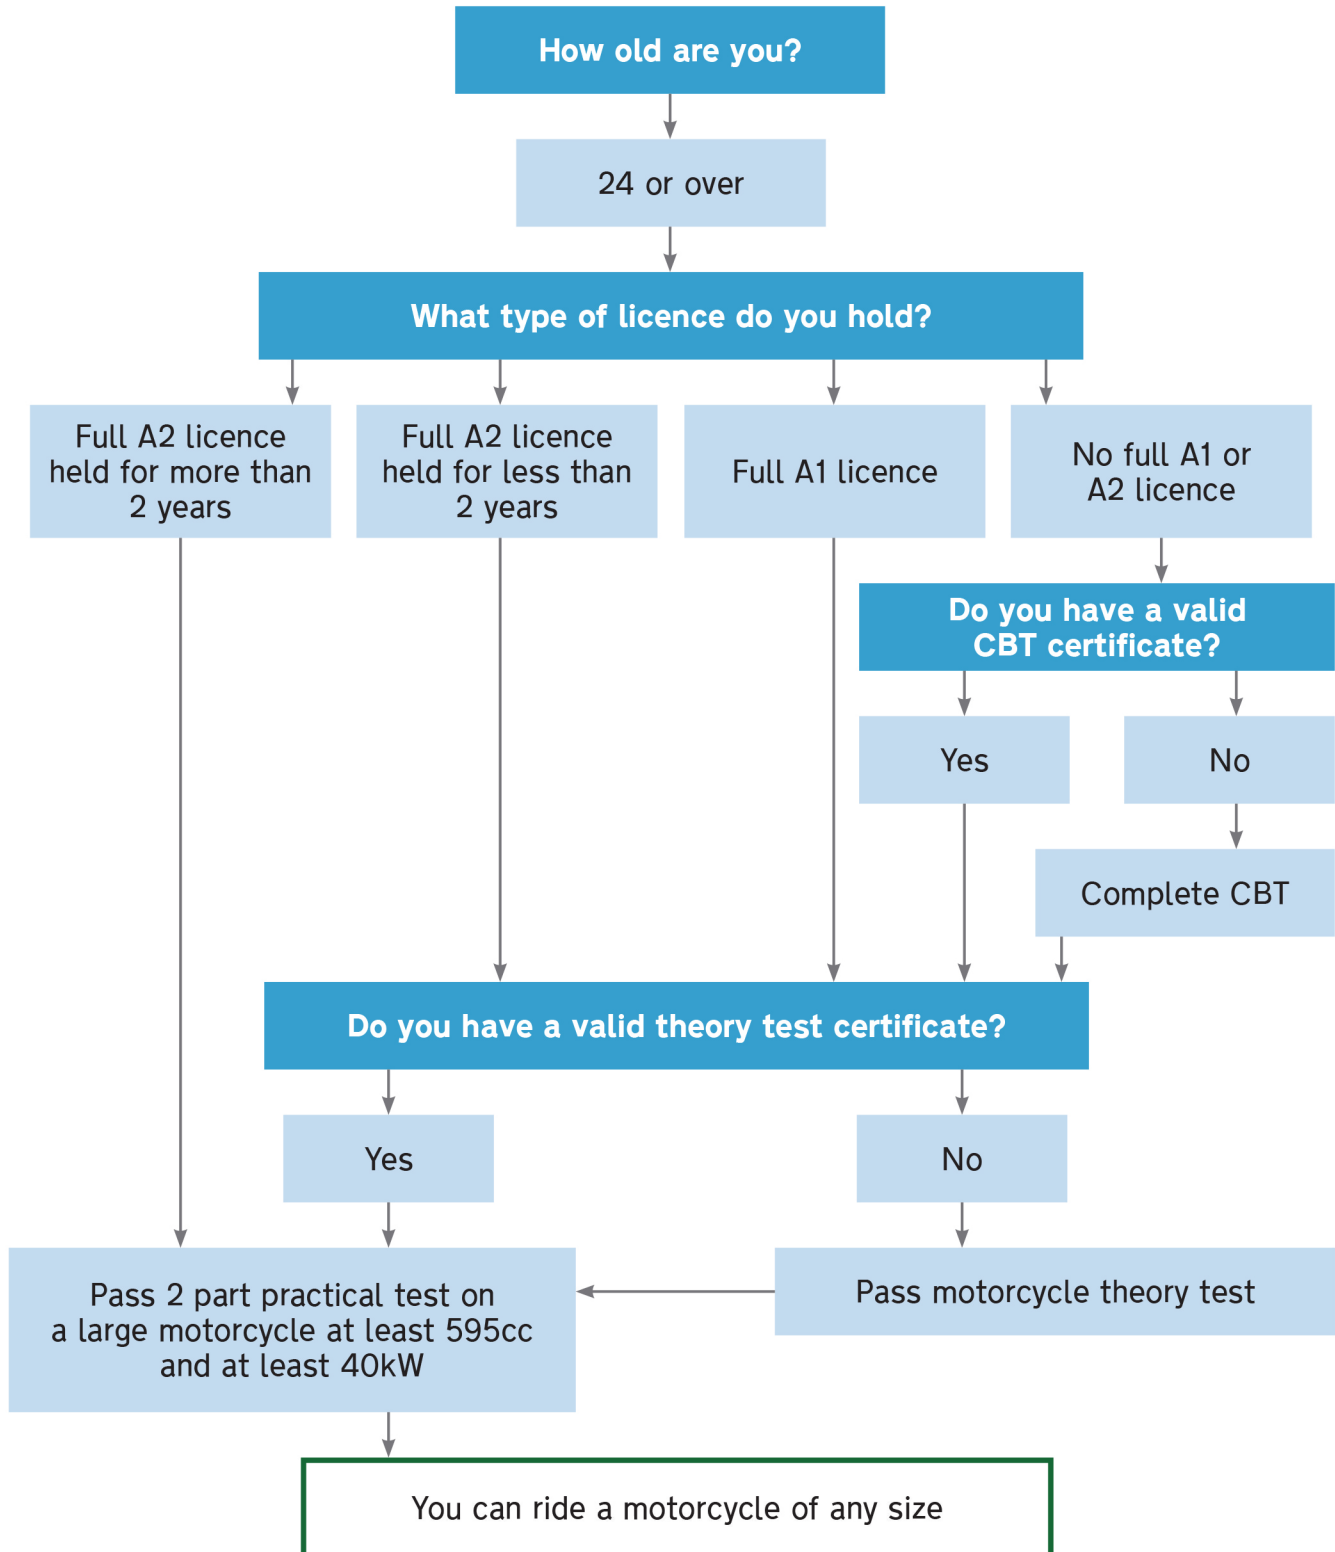 How old are you?
24 or over
What type of licence do you hold?
Full A2 licence
held for more than
2 years
Full A2 licence
held for less than
2 years
Full A1 licence
No full A1 or
A2 licence
Do you have a valid
CBT certificate?
Yes
No
Complete CBT
Do you have a valid theory test certificate?
Yes
No
Pass 2 part practical test on
a large motorcycle at least 595cc
and at least 40kW
Pass motorcycle theory test
You can ride a motorcycle of any size